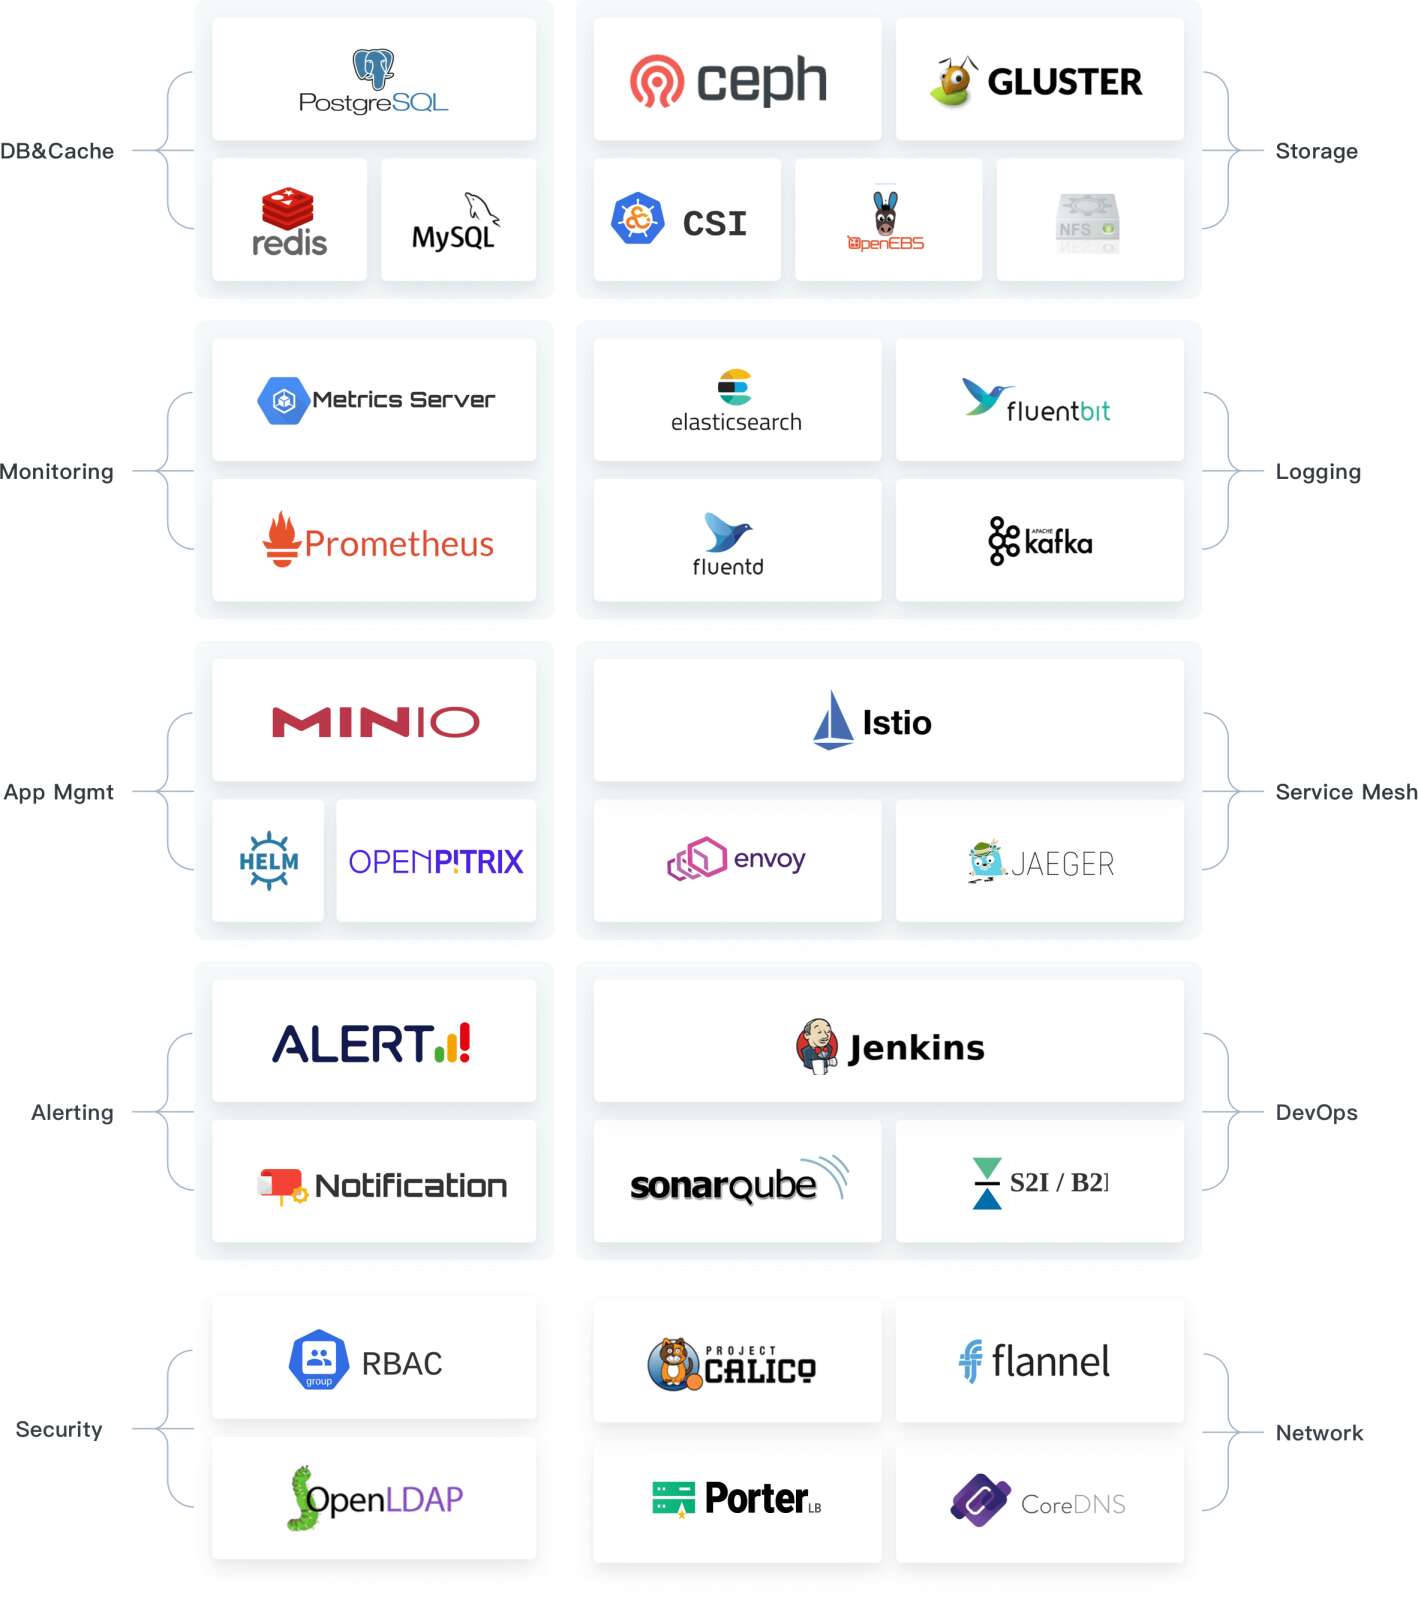 DB&Cache
PostgreSQL
redis
MySQL
ceph
GLUSTER
CSI
OpenEBS
NFS
Storage
Monitoring
Metrics Server
Prometheus
elasticsearch
fluentbit
fluentd
APACHE
kafka
Logging
App Mgmt
MINIO
HELM
OPENPITRIX
Istio
envoy
JAEGER
Service Mesh
Alerting
ALERT
Notification
Jenkins
sonarqube
S2I / B2I
DevOps
Security
group
RBAC
OpenLDAP
PROJECT
CALICO
flannel
Porter LB
CoreDNS
Network